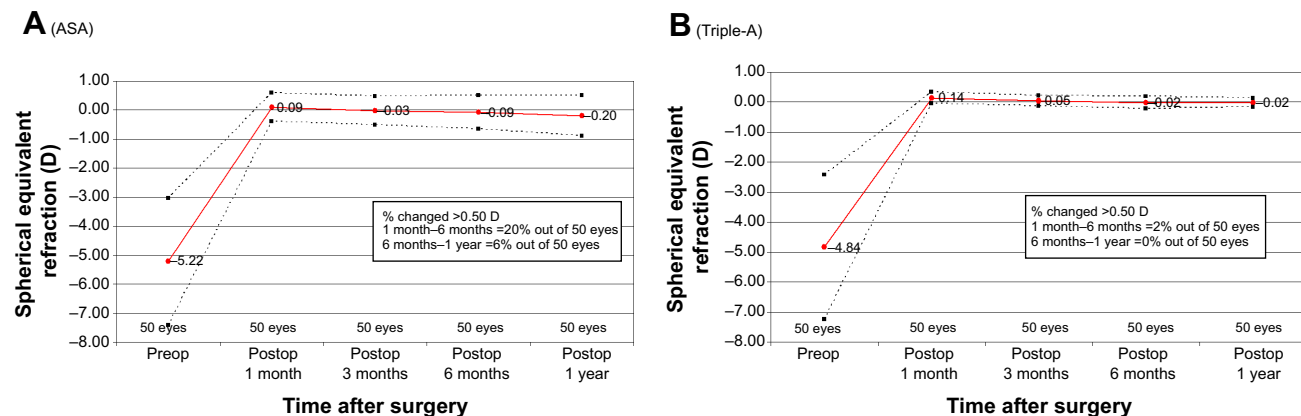 A (ASA)
Spherical equivalent
refraction (D)
1.00
0.00
–1.00
–2.00
–3.00
–4.00
–5.00
–6.00
–7.00
–8.00
0.09
–0.03
–0.09
–0.20
–5.22
% changed >0.50 D
1 month–6 months =20% out of 50 eyes
6 months–1 year =6% out of 50 eyes
50 eyes 50 eyes 50 eyes 50 eyes 50 eyes
Preop Postop Postop Postop Postop
1 month 3 months 6 months 1 year
Time after surgery
B (Triple-A)
Spherical equivalent
refraction (D)
1.00
0.00
–1.00
–2.00
–3.00
–4.00
–5.00
–6.00
–7.00
–8.00
0.14
0.05
–0.02
–0.02
–4.84
% changed >0.50 D
1 month–6 months =2% out of 50 eyes
6 months–1 year =0% out of 50 eyes
50 eyes 50 eyes 50 eyes 50 eyes 50 eyes
Preop Postop Postop Postop Postop
1 month 3 months 6 months 1 year
Time after surgery